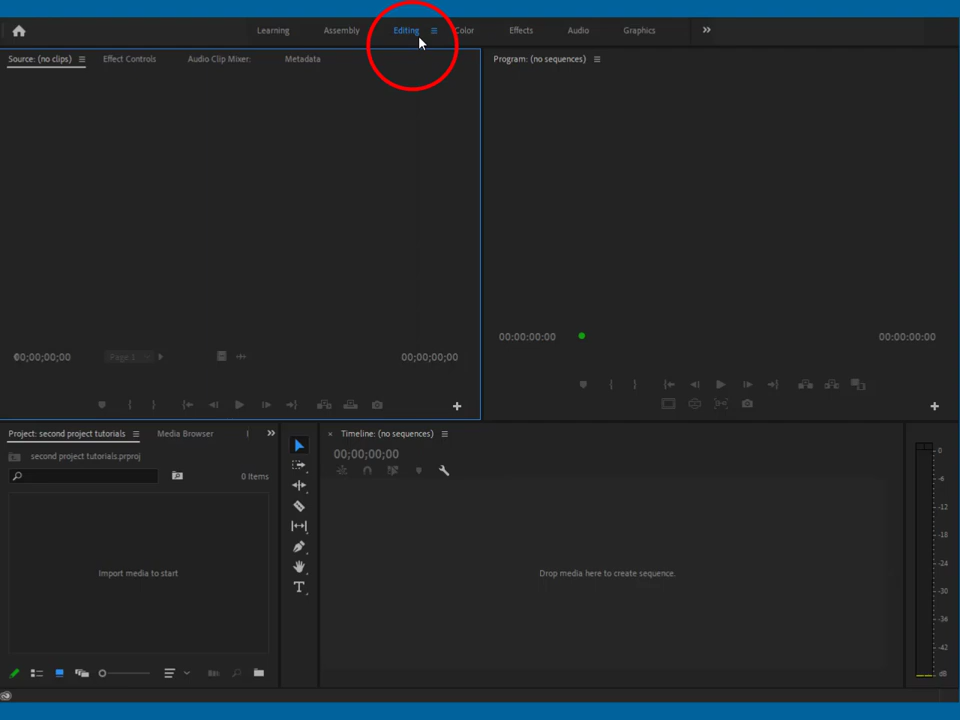 Learning Assembly Editing Color Effects Audio Graphics
Source: (no clips) Effect Controls Audio Clip Mixer: Metadata
Program: (no sequences)
00:00:00:00 00:00:00:00
00;00;00;00 Page 1 00;00;00;00
Project: second project tutorials Media Browser
Timeline: (no sequences)
00;00;00;00
second project tutorials.prproj
0 Items
Import media to start
Drop media here to create sequence.
T
0
-6
-12
-18
-24
-30
-36
-42
dB